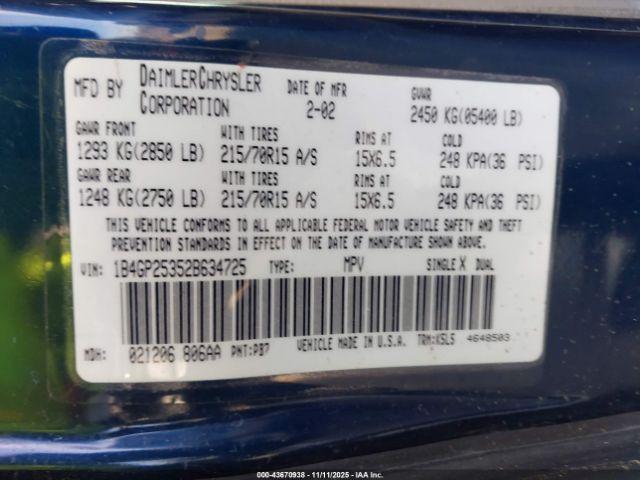 MFD BY DAIMLERCHRYSLER CORPORATION DATE OF MFR 2-02 GVWR 2450 KG(05400 LB)
GAWR FRONT WITH TIRES RIMS AT COLD
1293 KG(2850 LB) 215/70R15 A/S 15X6.5 248 KPA(36 PSI)
GAWR REAR WITH TIRES RIMS AT COLD
1248 KG(2750 LB) 215/70R15 A/S 15X6.5 248 KPA(36 PSI)
THIS VEHICLE CONFORMS TO ALL APPLICABLE FEDERAL MOTOR VEHICLE SAFETY AND THEFT
PREVENTION STANDARDS IN EFFECT ON THE DATE OF MANUFACTURE SHOWN ABOVE.
VIN: 1B4GP25352B634725 TYPE: MPV SINGLE X DUAL
MDH: 021206 806AA PNT:PB7 VEHICLE MADE IN U.S.A. TRM:K5L5 4648503
000-43670938 - 11/11/2025 - IAA Inc.